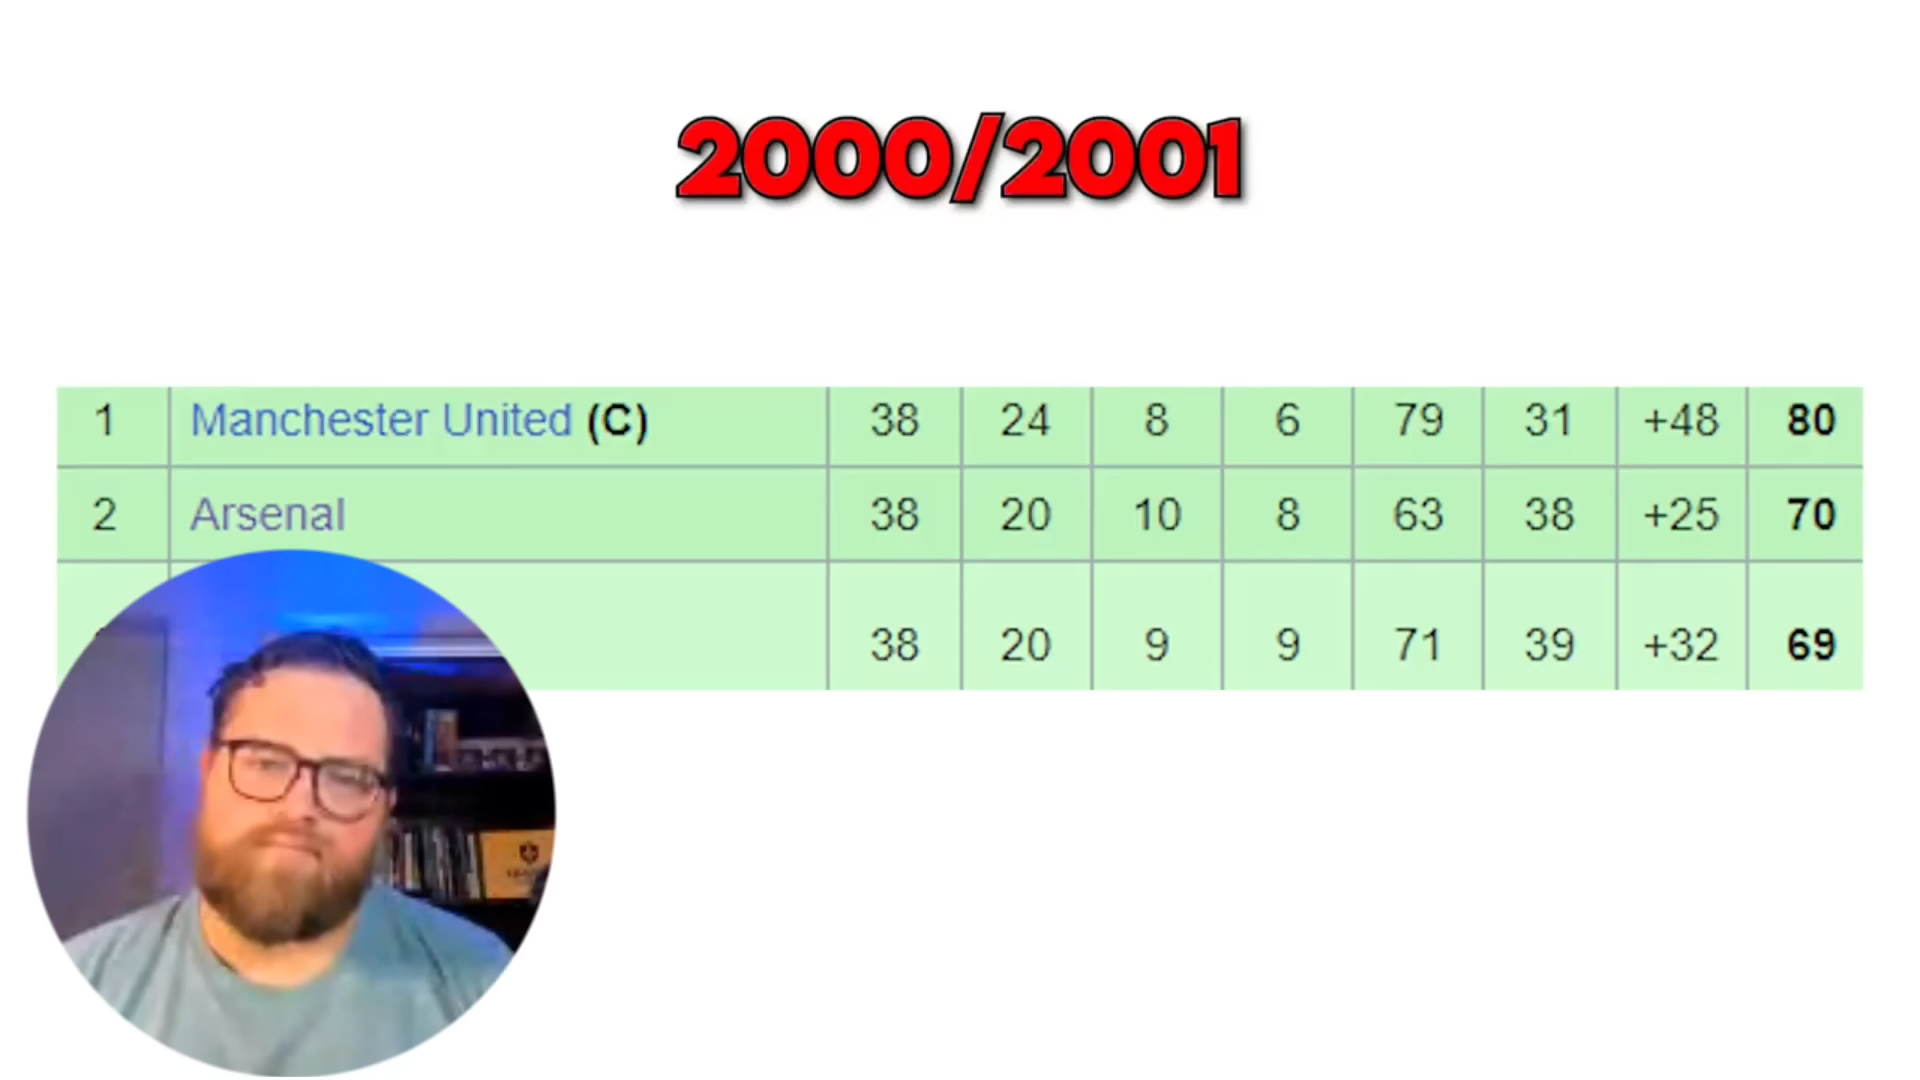 2000/2001
1 Manchester United (C) 38 24 8 6 79 31 +48 80
2 Arsenal 38 20 10 8 63 38 +25 70
38 20 9 9 71 39 +32 69